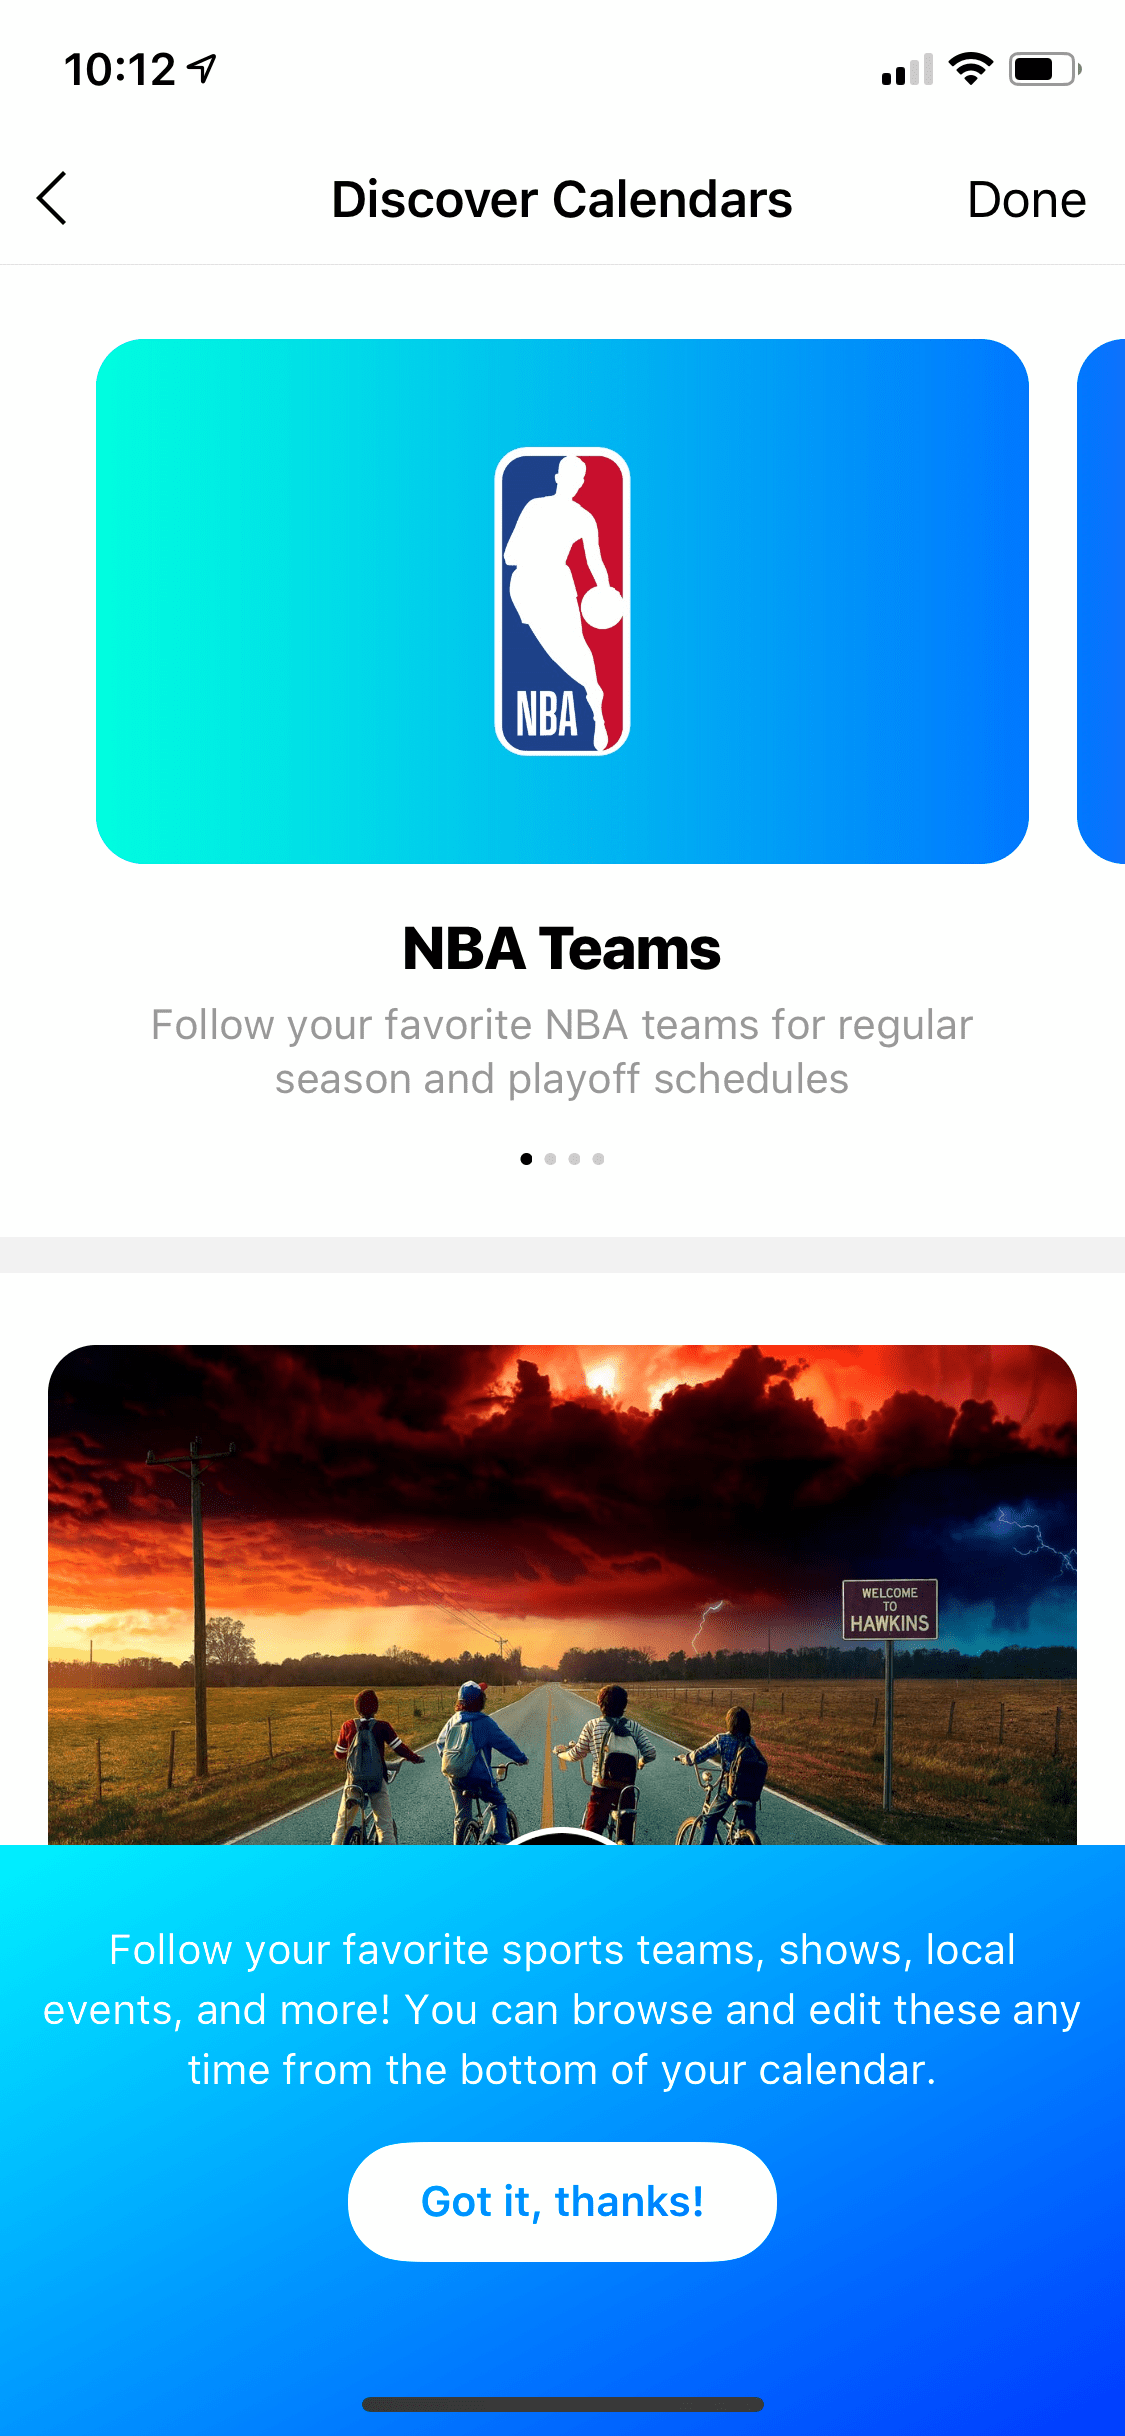 10:12
Discover Calendars
Done
NBA
NBA Teams
Follow your favorite NBA teams for regular
season and playoff schedules
WELCOME
TO
HAWKINS
Follow your favorite sports teams, shows, local
events, and more! You can browse and edit these any
time from the bottom of your calendar.
Got it, thanks!